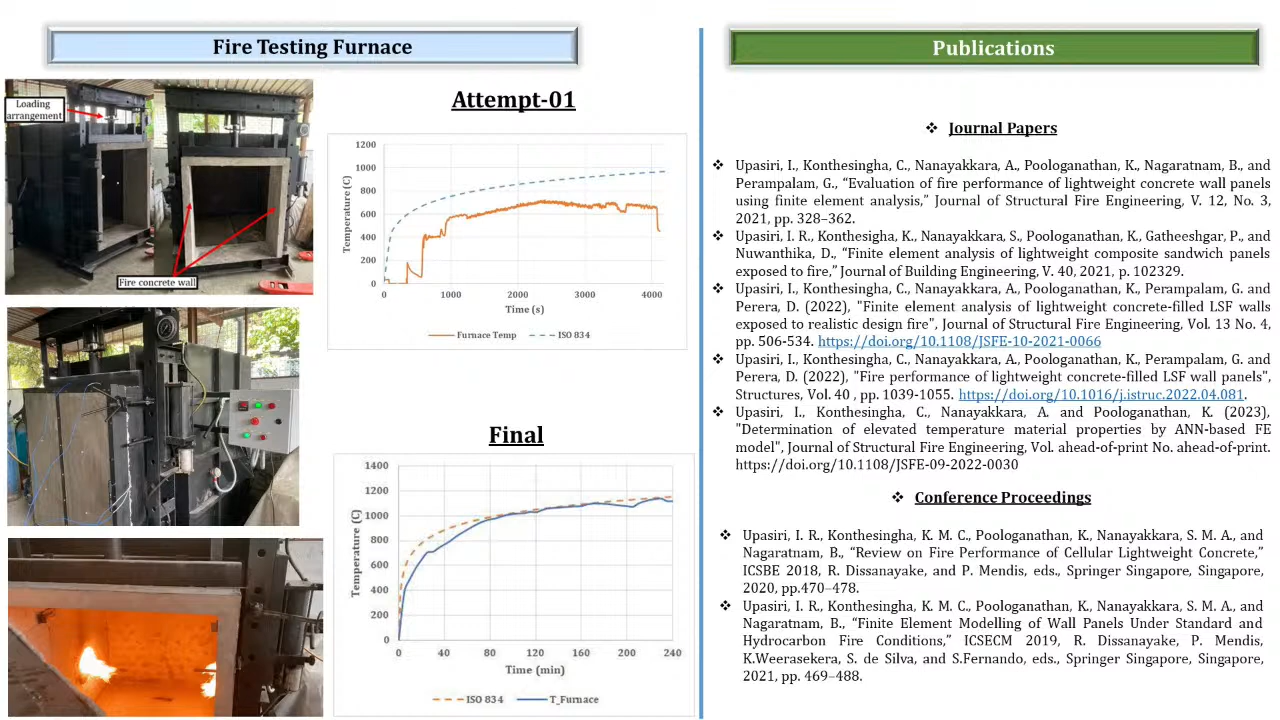 Fire Testing Furnace
Loading
arrangement
Fire concrete wall
Attempt-01
1200
1000
800
600
400
200
0
Temperature (C)
0 1000 2000 3000 4000
Time (s)
Furnace Temp ISO 834
Final
1400
1200
1000
800
600
400
200
0
Temperature (C)
0 40 80 120 160 200 240
Time (min)
ISO 834 T_Furnace
Publications
❖ Journal Papers
❖ Upasiri, I., Konthesingha, C., Nanayakkara, A., Poologanathan, K., Nagaratnam, B., and
Perampalam, G., “Evaluation of fire performance of lightweight concrete wall panels
using finite element analysis,” Journal of Structural Fire Engineering, V. 12, No. 3,
2021, pp. 328–362.
❖ Upasiri, I. R., Konthesigha, K., Nanayakkara, S., Poologanathan, K., Gatheeshgar, P., and
Nuwanthika, D., “Finite element analysis of lightweight composite sandwich panels
exposed to fire,” Journal of Building Engineering, V. 40, 2021, p. 102329.
❖ Upasiri, I., Konthesingha, C., Nanayakkara, A., Poologanathan, K., Perampalam, G. and
Perera, D. (2022), "Finite element analysis of lightweight concrete-filled LSF walls
exposed to realistic design fire", Journal of Structural Fire Engineering, Vol. 13 No. 4,
pp. 506-534. https://doi.org/10.1108/JSFE-10-2021-0066
❖ Upasiri, I., Konthesingha, C., Nanayakkara, A., Poologanathan, K., Perampalam, G. and
Perera, D. (2022), "Fire performance of lightweight concrete-filled LSF wall panels",
Structures, Vol. 40 , pp. 1039-1055. https://doi.org/10.1016/j.istruc.2022.04.081.
❖ Upasiri, I., Konthesingha, C., Nanayakkara, A. and Poologanathan, K. (2023),
"Determination of elevated temperature material properties by ANN-based FE
model", Journal of Structural Fire Engineering, Vol. ahead-of-print No. ahead-of-print.
https://doi.org/10.1108/JSFE-09-2022-0030
❖ Conference Proceedings
❖ Upasiri, I. R., Konthesingha, K. M. C., Poologanathan, K., Nanayakkara, S. M. A., and
Nagaratnam, B., “Review on Fire Performance of Cellular Lightweight Concrete,”
ICSBE 2018, R. Dissanayake, and P. Mendis, eds., Springer Singapore, Singapore,
2020, pp.470–478.
❖ Upasiri, I. R., Konthesingha, K. M. C., Poologanathan, K., Nanayakkara, S. M. A., and
Nagaratnam, B., “Finite Element Modelling of Wall Panels Under Standard and
Hydrocarbon Fire Conditions,” ICSECM 2019, R. Dissanayake, P. Mendis,
K.Weerasekera, S. de Silva, and S.Fernando, eds., Springer Singapore, Singapore,
2021, pp. 469–488.